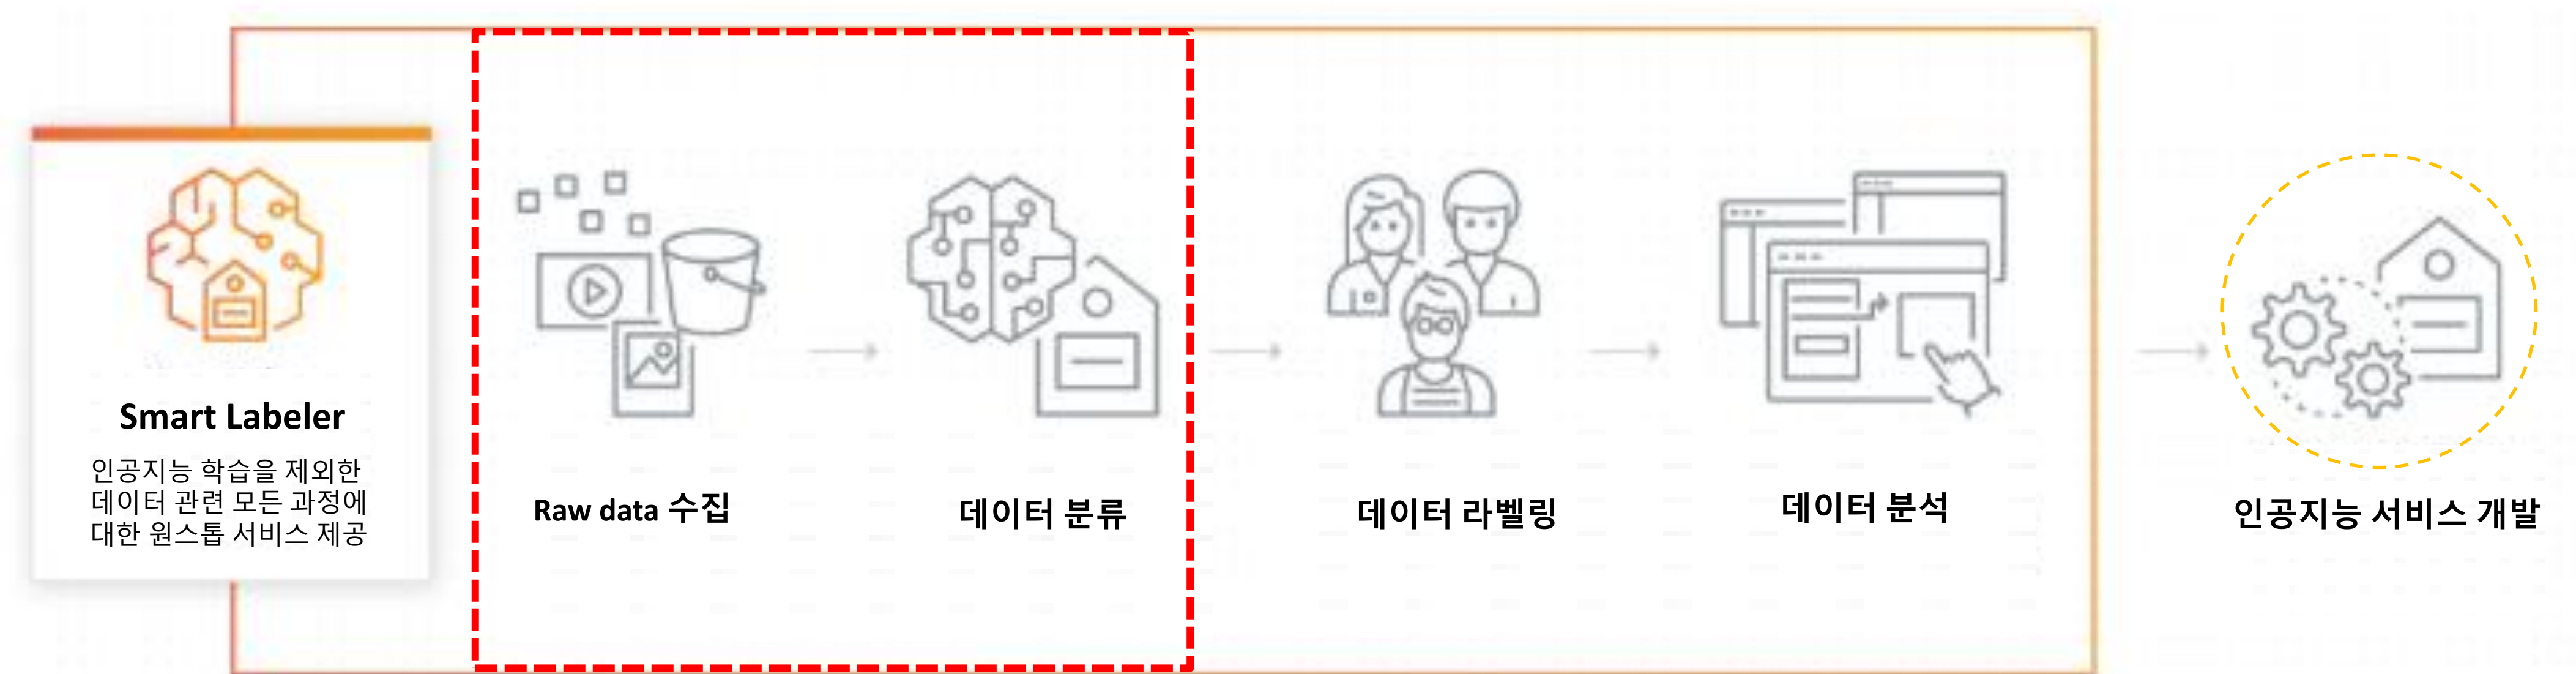 Smart Labeler
인공지능 학습을 제외한
데이터 관련 모든 과정에
대한 원스톱 서비스 제공
Raw data 수집
데이터 분류
데이터 라벨링
데이터 분석
인공지능 서비스 개발